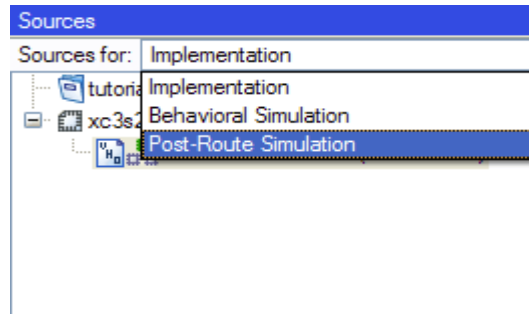 Sources
Sources for: Implementation
tutoria Implementation
xc3s2 Behavioral Simulation
Post-Route Simulation